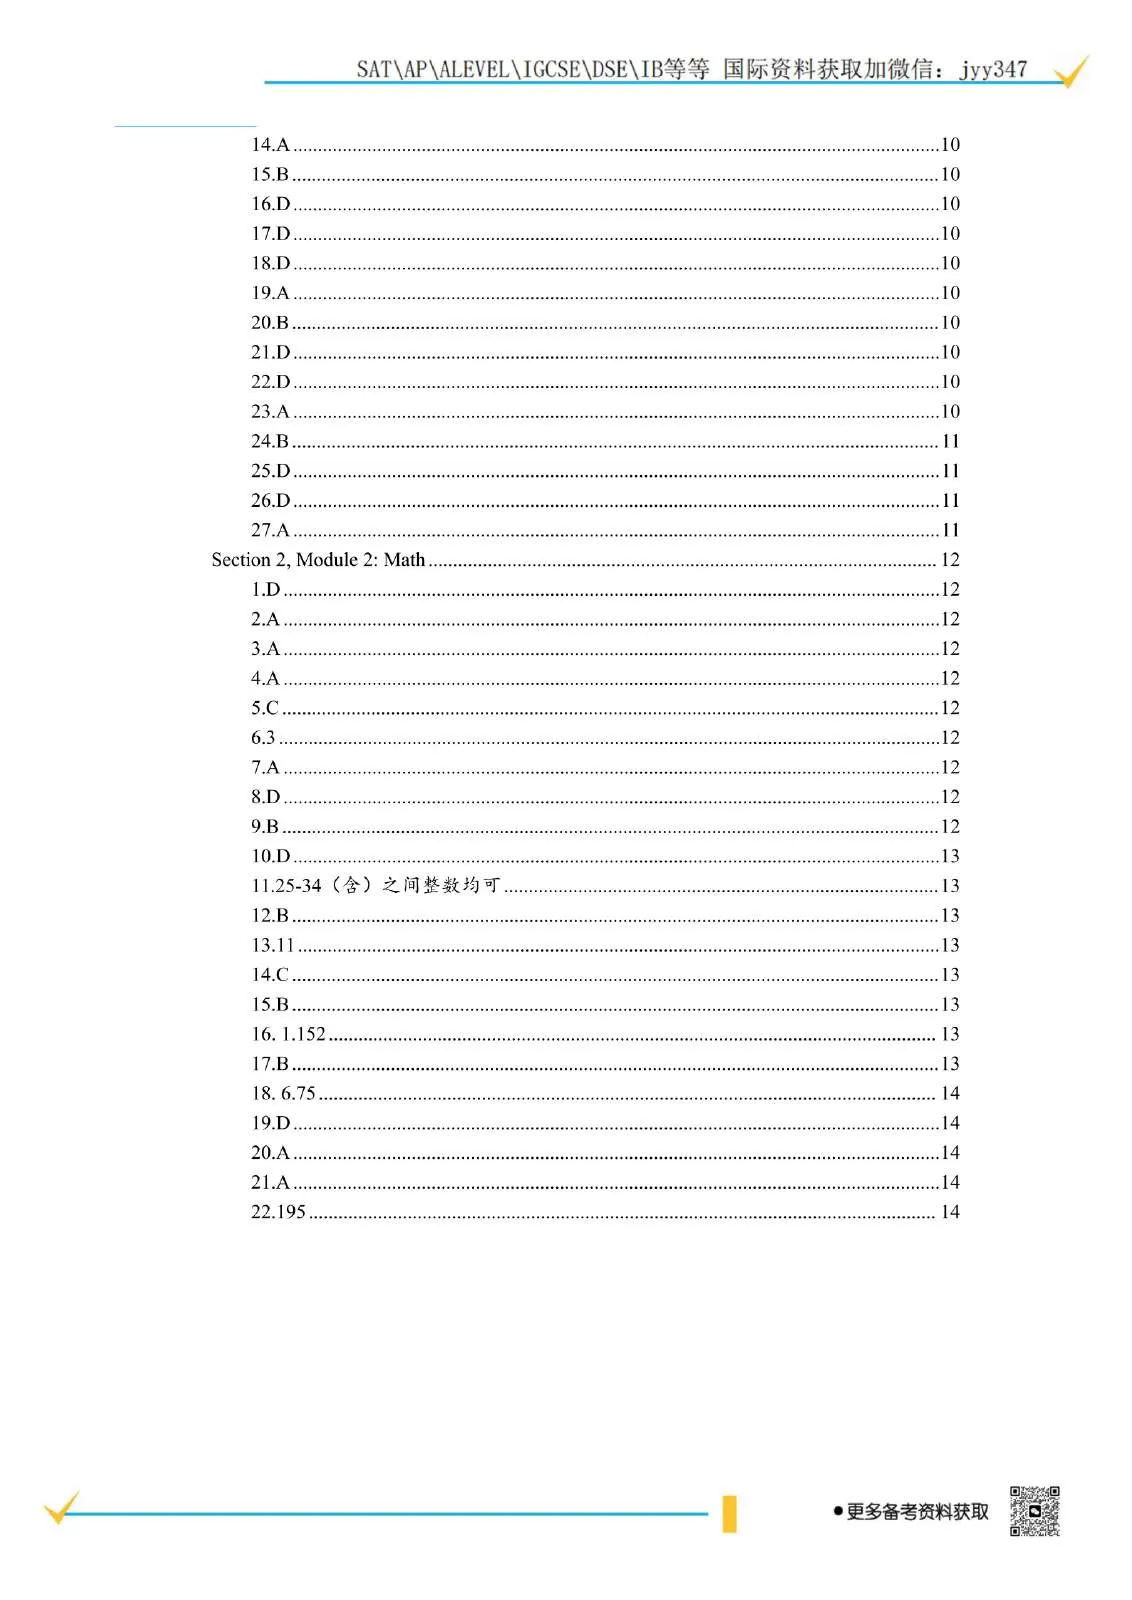 SAT\AP\ALEVEL\IGCSE\DSE\IB等等 国际资料获取加微信：jyy347
14.A................10
15.B................10
16.D................10
17.D................10
18.D................10
19.A................10
20.B................10
21.D................10
22.D................10
23.A................10
24.B................11
25.D................11
26.D................11
27.A................11
Section 2, Module 2: Math................12
1.D................12
2.A................12
3.A................12
4.A................12
5.C................12
6.3................12
7.A................12
8.D................12
9.B................12
10.D................13
11.25-34（含）之间整数均可................13
12.B................13
13.11................13
14.C................13
15.B................13
16. 1.152................13
17.B................13
18. 6.75................14
19.D................14
20.A................14
21.A................14
22.195................14
●更多备考资料获取